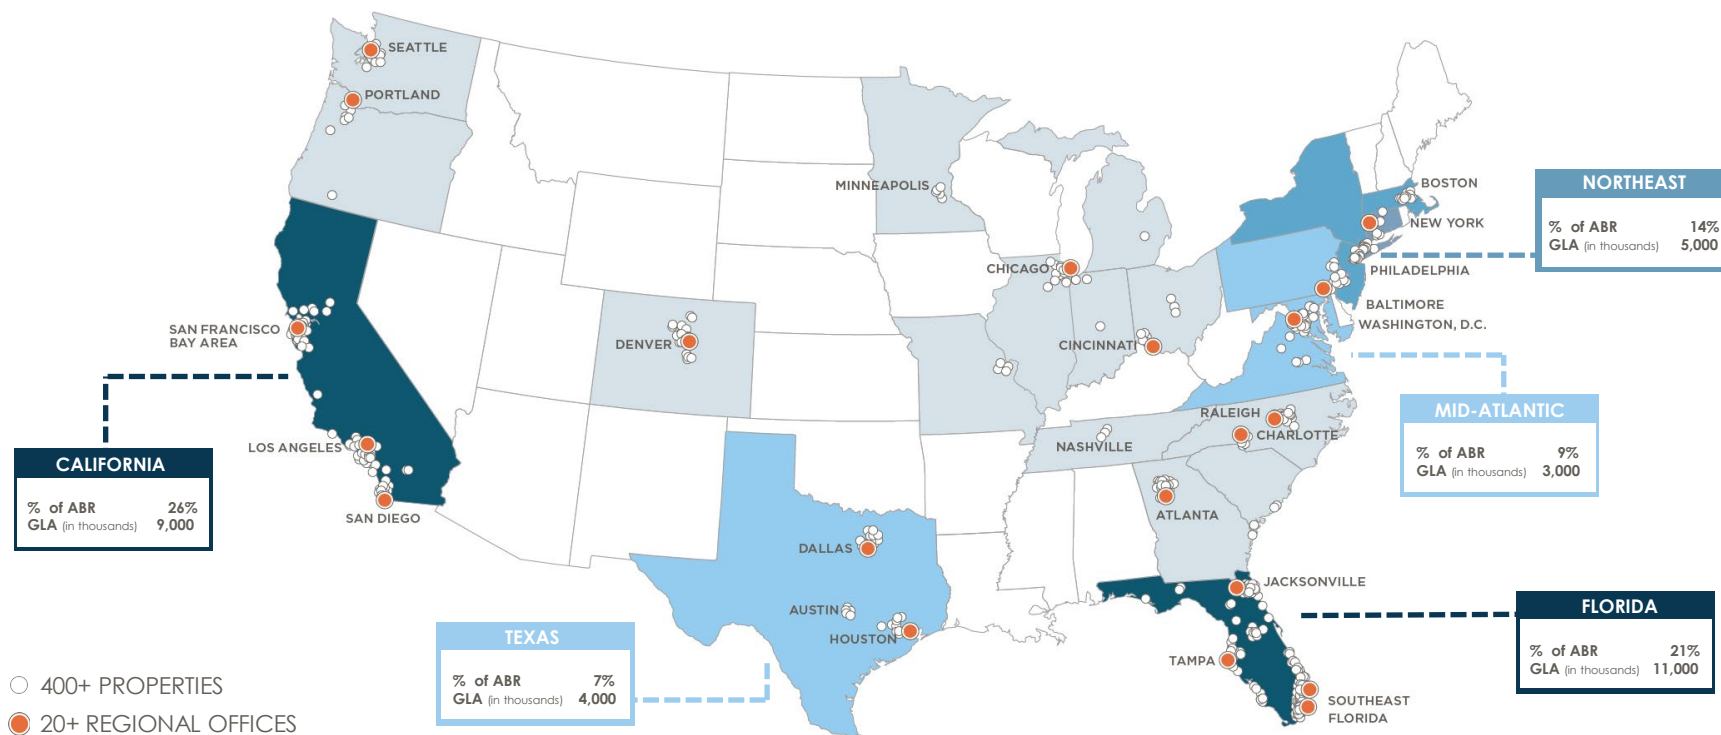 SEATTLE
PORTLAND
MINNEAPOLIS
BOSTON
NEW YORK
NORTHEAST
% of ABR 14%
GLA (in thousands) 5,000
CHICAGO
PHILADELPHIA
BALTIMORE
WASHINGTON, D.C.
SAN FRANCISCO
BAY AREA
DENVER
CINCINNATI
MID-ATLANTIC
% of ABR 9%
GLA (in thousands) 3,000
RALEIGH
CHARLOTTE
NASHVILLE
LOS ANGELES
CALIFORNIA
% of ABR 26%
GLA (in thousands) 9,000
SAN DIEGO
ATLANTA
DALLAS
AUSTIN
HOUSTON
JACKSONVILLE
FLORIDA
% of ABR 21%
GLA (in thousands) 11,000
TEXAS
% of ABR 7%
GLA (in thousands) 4,000
TAMPA
SOUTHEAST
FLORIDA
400+ PROPERTIES
20+ REGIONAL OFFICES